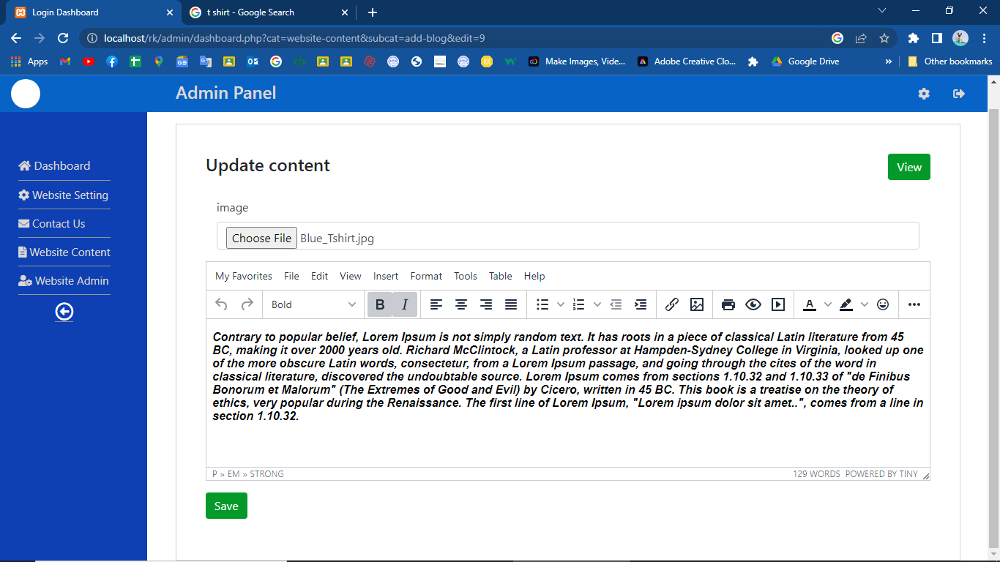 Login Dashboard
t shirt - Google Search
localhost/rk/admin/dashboard.php?cat=website-content&subcat=add-blog&edit=9
Apps
Make Images, Vide...
Adobe Creative Clo...
Google Drive
»
Other bookmarks
Admin Panel
Dashboard
Website Setting
Contact Us
Website Content
Website Admin
Update content
View
image
Choose File Blue_Tshirt.jpg
My Favorites File Edit View Insert Format Tools Table Help
Bold B I A
Contrary to popular belief, Lorem Ipsum is not simply random text. It has roots in a piece of classical Latin literature from 45
BC, making it over 2000 years old. Richard McClintock, a Latin professor at Hampden-Sydney College in Virginia, looked up one
of the more obscure Latin words, consectetur, from a Lorem Ipsum passage, and going through the cites of the word in
classical literature, discovered the undoubtable source. Lorem Ipsum comes from sections 1.10.32 and 1.10.33 of "de Finibus
Bonorum et Malorum" (The Extremes of Good and Evil) by Cicero, written in 45 BC. This book is a treatise on the theory of
ethics, very popular during the Renaissance. The first line of Lorem Ipsum, "Lorem ipsum dolor sit amet..", comes from a line in
section 1.10.32.
P » EM » STRONG
129 WORDS POWERED BY TINY
Save